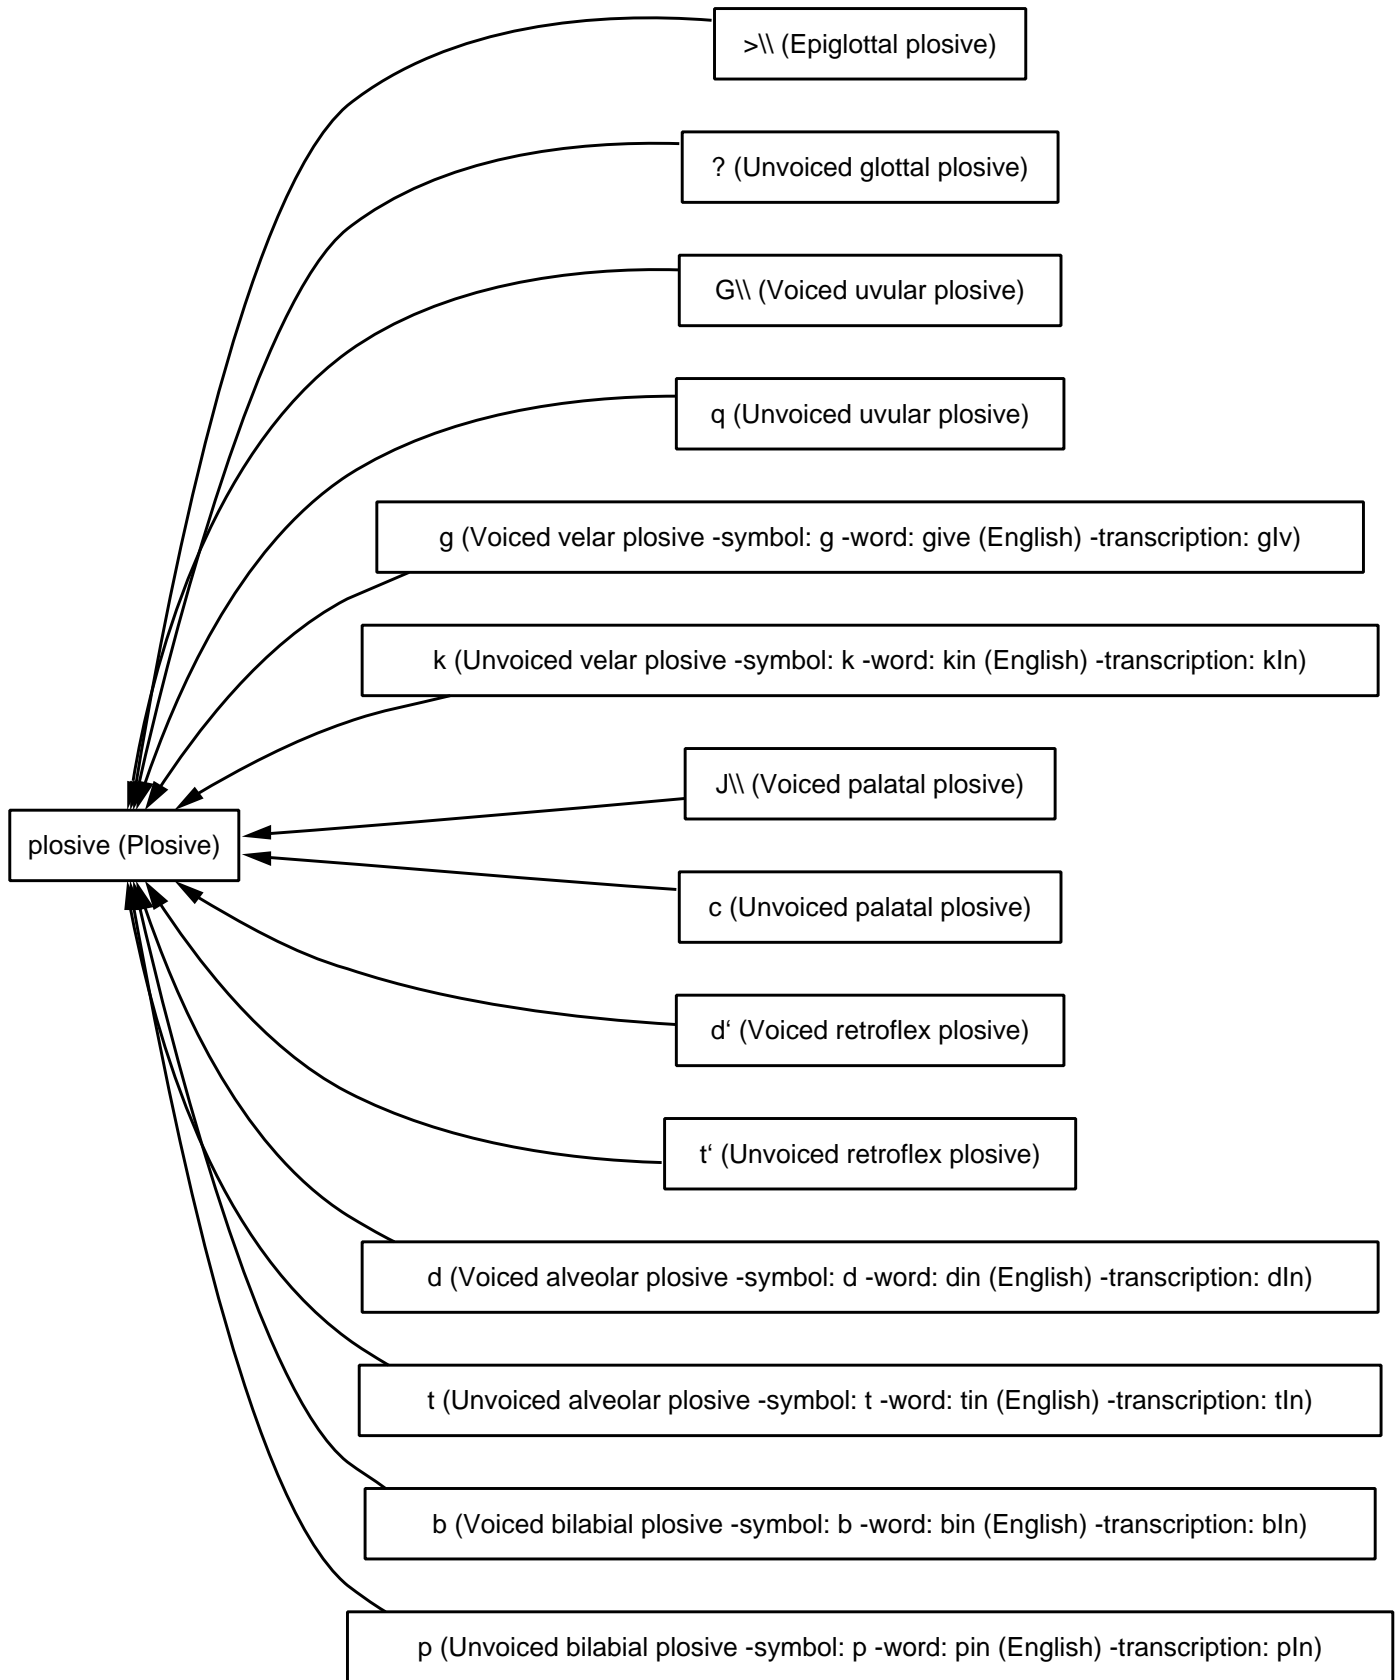 >\\ (Epiglottal plosive)
? (Unvoiced glottal plosive)
G\\ (Voiced uvular plosive)
q (Unvoiced uvular plosive)
g (Voiced velar plosive -symbol: g -word: give (English) -transcription: gIv)
k (Unvoiced velar plosive -symbol: k -word: kin (English) -transcription: kIn)
J\\ (Voiced palatal plosive)
plosive (Plosive)
c (Unvoiced palatal plosive)
d‘ (Voiced retroflex plosive)
t‘ (Unvoiced retroflex plosive)
d (Voiced alveolar plosive -symbol: d -word: din (English) -transcription: dIn)
t (Unvoiced alveolar plosive -symbol: t -word: tin (English) -transcription: tIn)
b (Voiced bilabial plosive -symbol: b -word: bin (English) -transcription: bIn)
p (Unvoiced bilabial plosive -symbol: p -word: pin (English) -transcription: pIn)